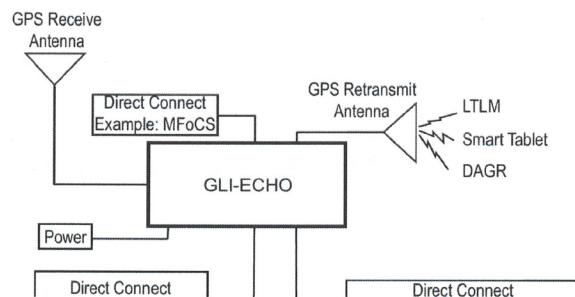 GPS Receive
Antenna
Direct Connect
Example: MFoCS
GPS Retransmit
Antenna
LTLM
Smart Tablet
DAGR
GLI-ECHO
Power
Direct Connect
Direct Connect